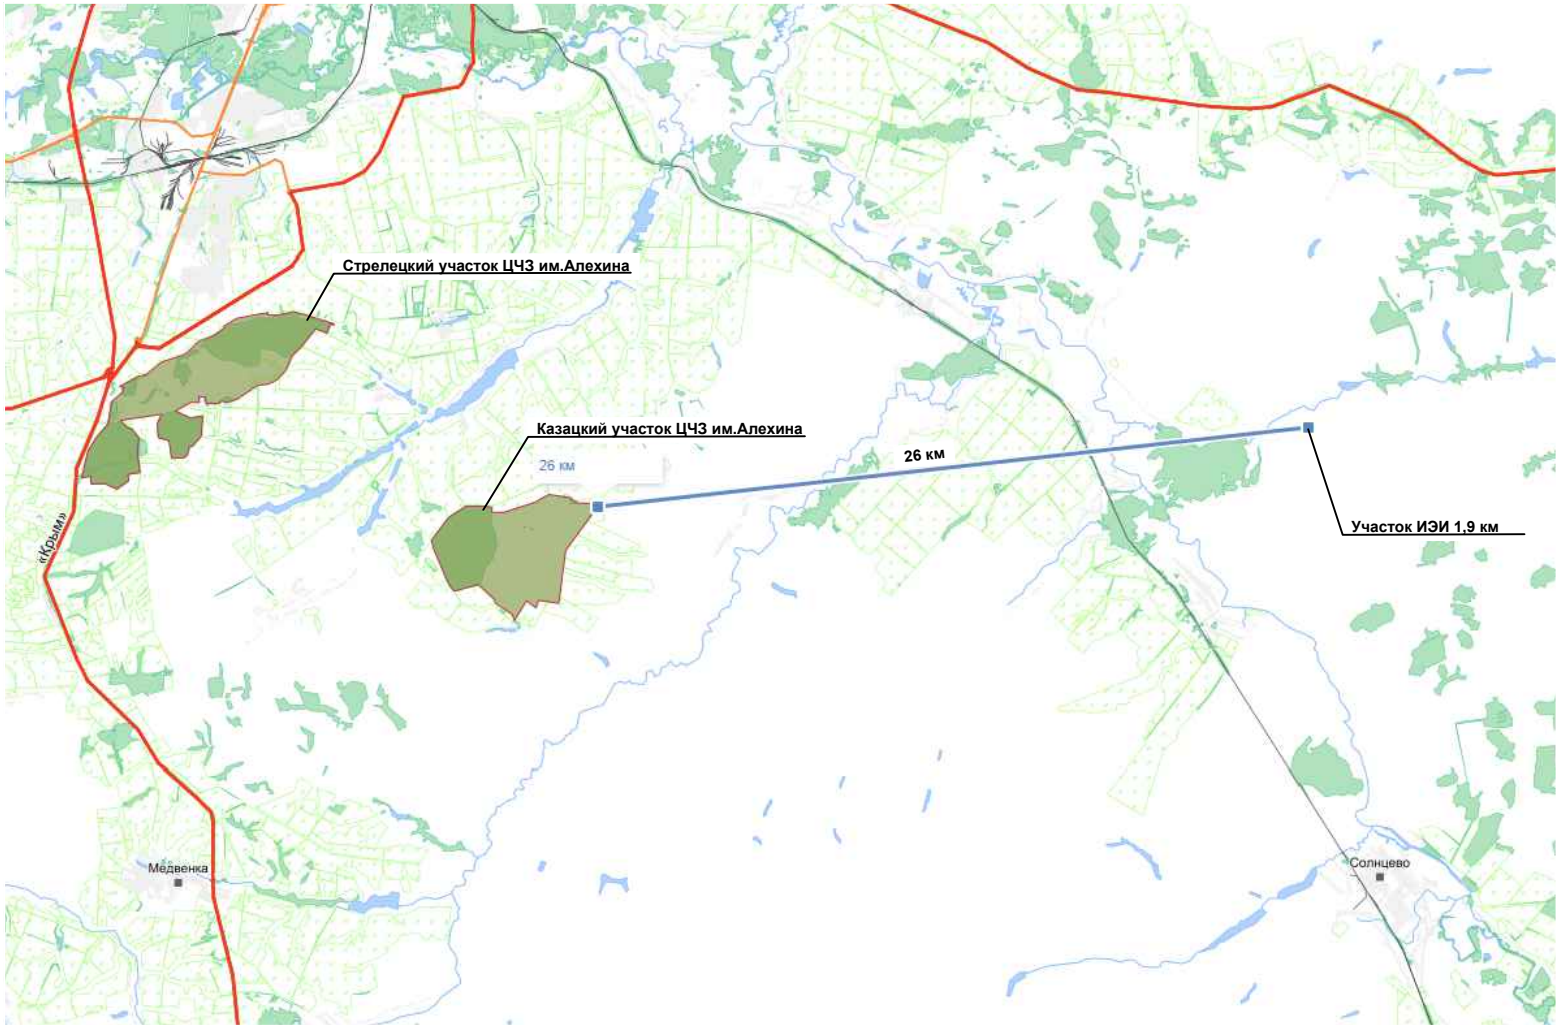 Стрелецкий участок ЦЧЗ им.Алехина
Казацкий участок ЦЧЗ им.Алехина
26 км
26 км
Участок ИЭИ 1,9 км
«Крым»
Медвенка
Солнцево